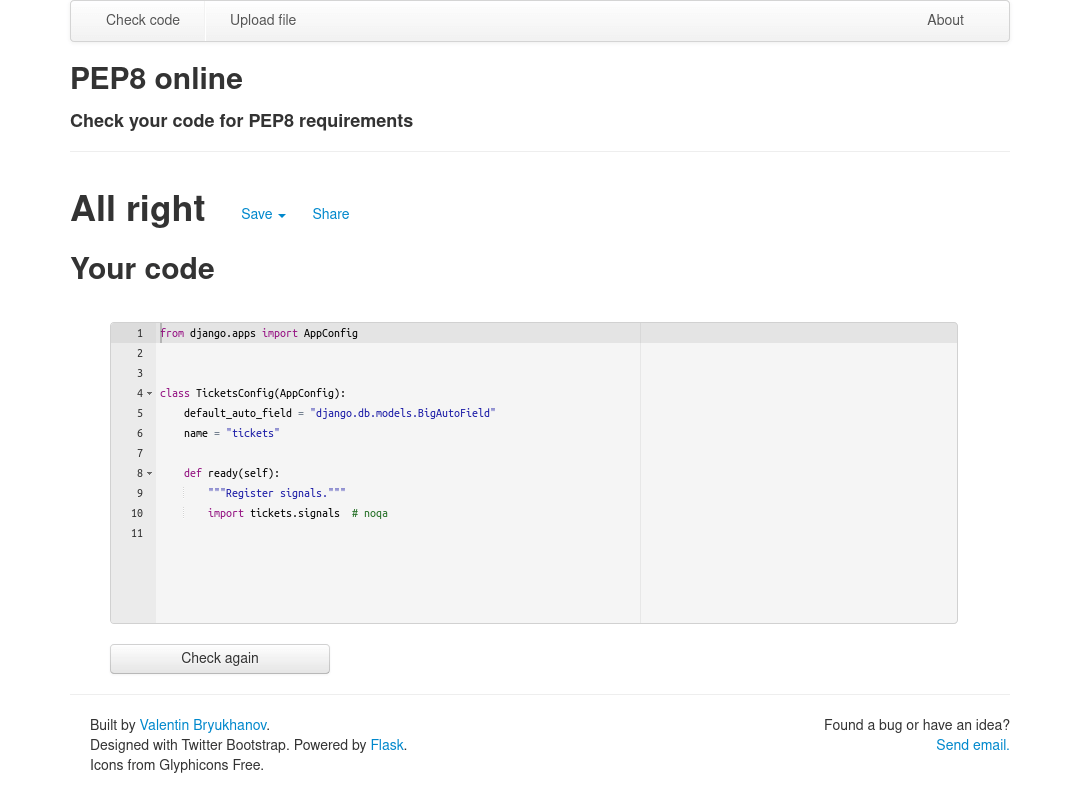 Check code Upload file About
PEP8 online
Check your code for PEP8 requirements
All right Save Share
Your code
1 from django.apps import AppConfig
2
3
4 class TicketsConfig(AppConfig):
5     default_auto_field = "django.db.models.BigAutoField"
6     name = "tickets"
7
8     def ready(self):
9         """Register signals."""
10         import tickets.signals  # noqa
11
Check again
Built by Valentin Bryukhanov. Found a bug or have an idea?
Designed with Twitter Bootstrap. Powered by Flask. Send email.
Icons from Glyphicons Free.